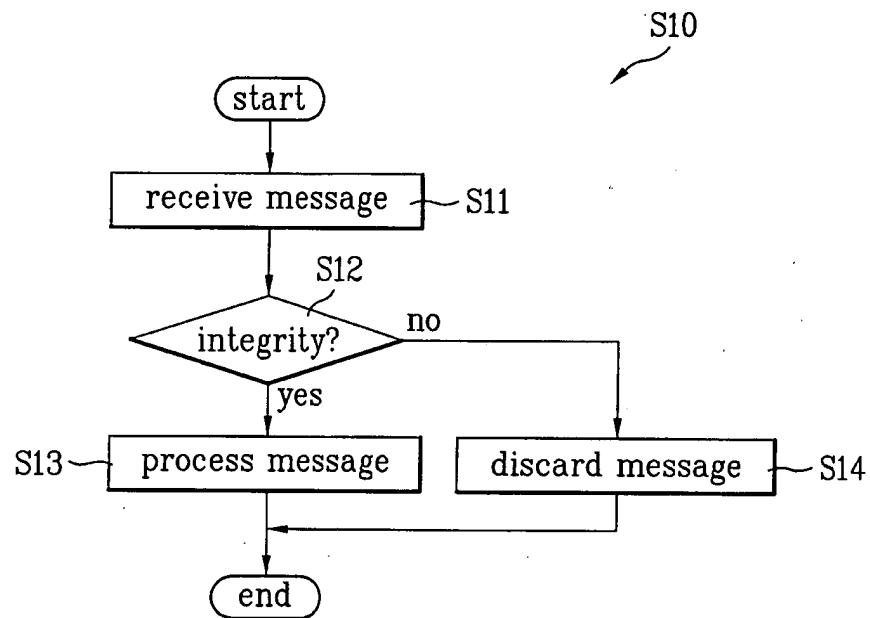 S10
start
receive message S11
S12
integrity? no
yes
S13 process message discard message S14
end